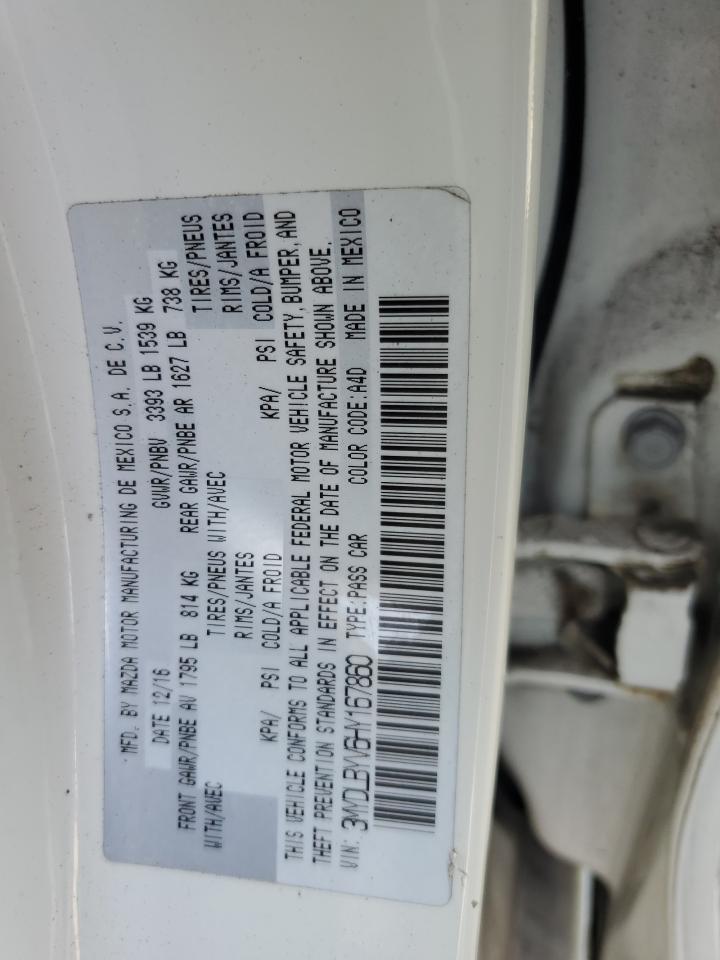 MFD. BY MAZDA MOTOR MANUFACTURING DE MEXICO S.A. DE C.V.
DATE 12/16 GVWR/PNBV 3393 LB 1539 KG
FRONT GAWR/PNBE AV 1795 LB 814 KG REAR GAWR/PNBE AR 1627 LB 738 KG
WITH/AVEC TIRES/PNEUS WITH/AVEC TIRES/PNEUS
RIMS/JANTES RIMS/JANTES
KPA/ PSI COLD/A FROID KPA/ PSI COLD/A FROID
THIS VEHICLE CONFORMS TO ALL APPLICABLE FEDERAL MOTOR VEHICLE SAFETY, BUMPER, AND
THEFT PREVENTION STANDARDS IN EFFECT ON THE DATE OF MANUFACTURE SHOWN ABOVE.
VIN: 3MYDLBYV6HY167860 TYPE:PASS CAR COLOR CODE:A4D MADE IN MEXICO